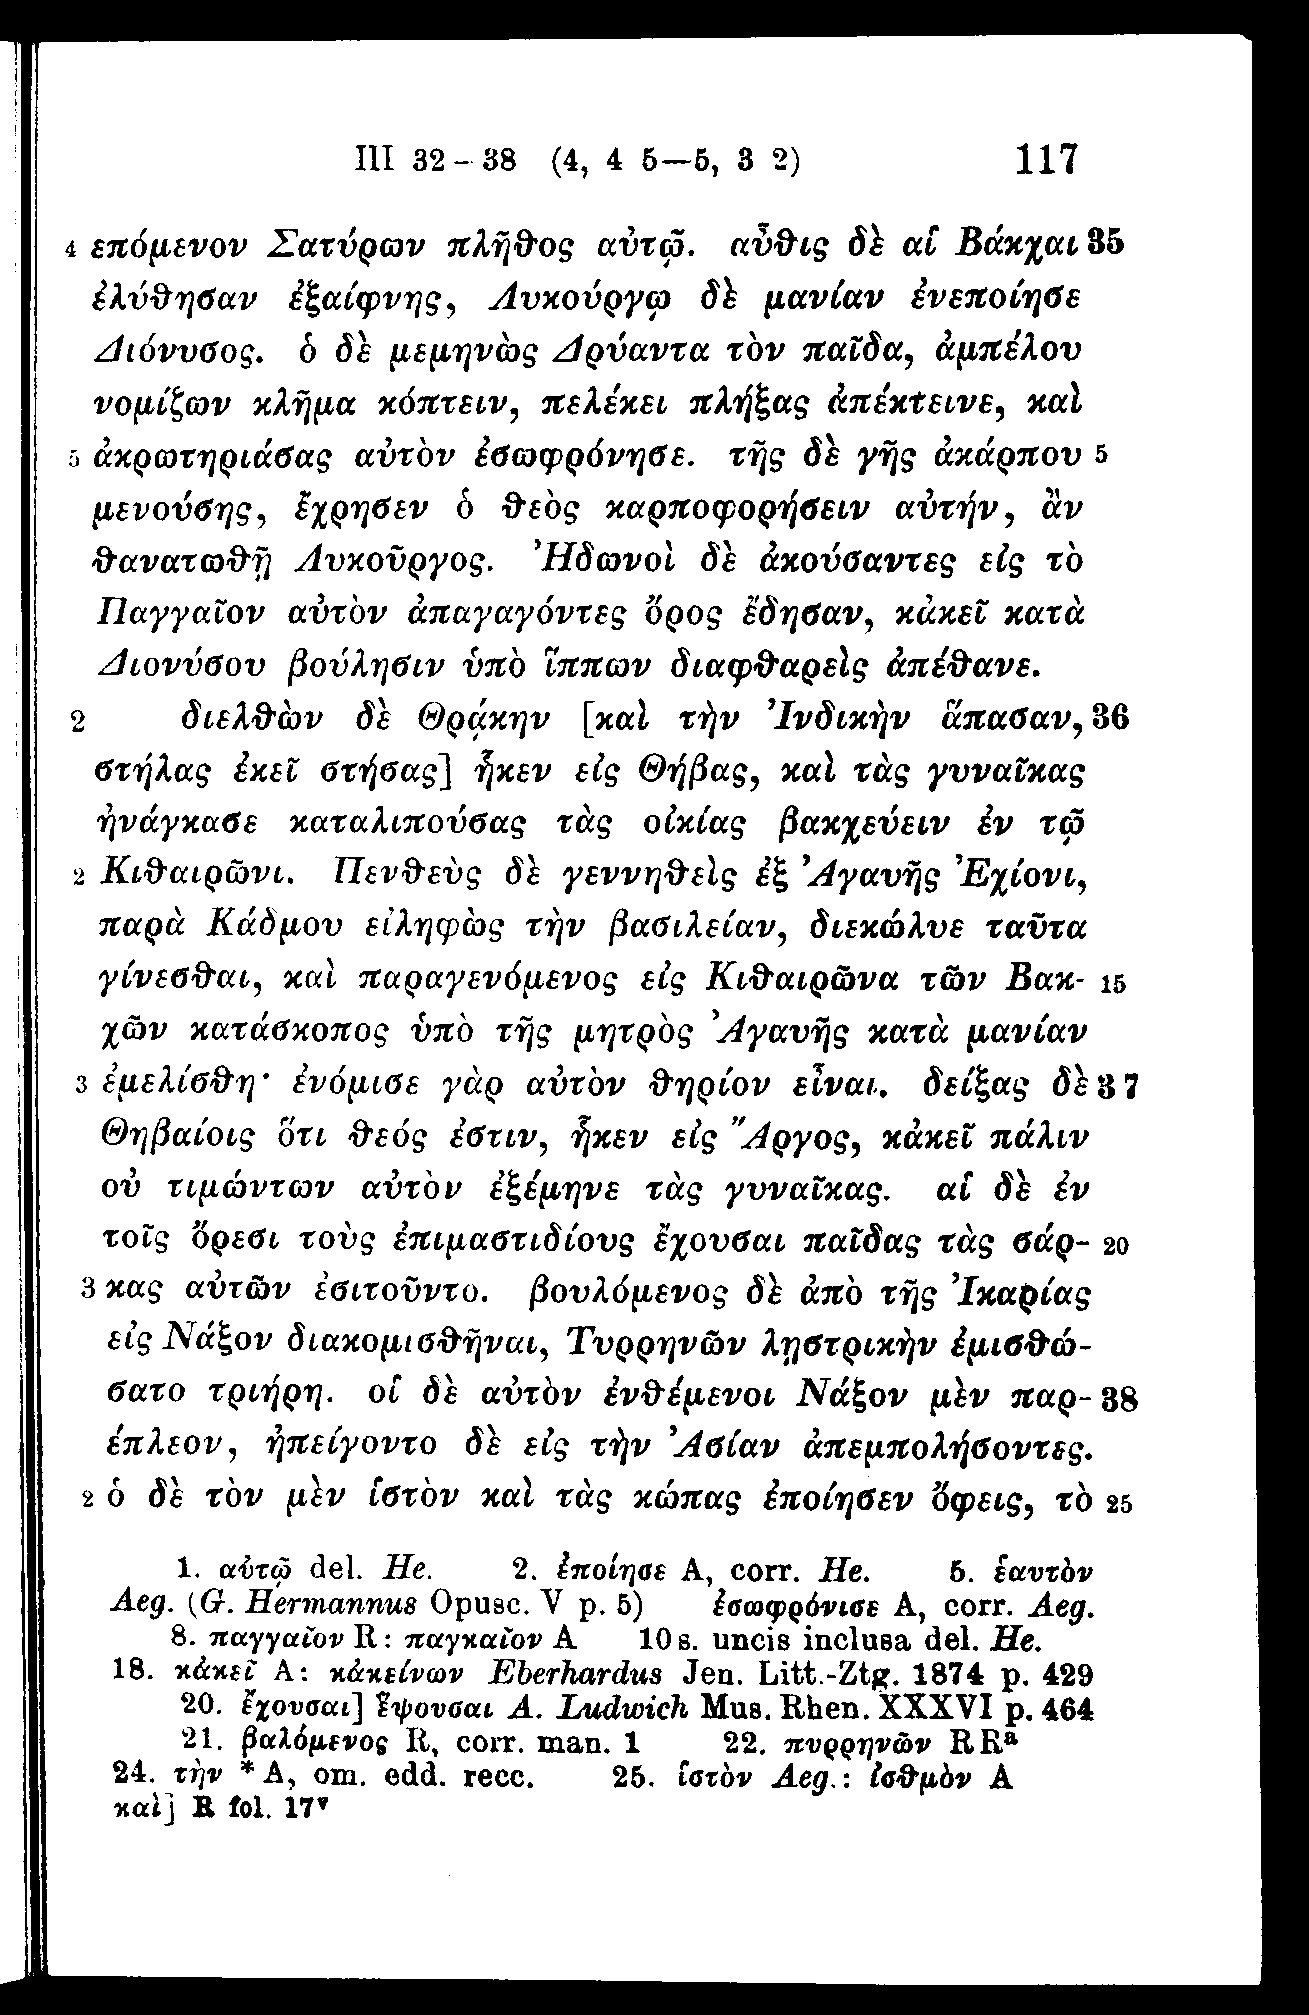 III 32 - 38 (4, 4 5—5, 3 2) 117
4 επόμενον Σατύρων πλῆθος αὐτῷ. αὖθις δὲ αἱ Βάκχαι 35
ἐλύθησαν ἐξαίφνης, Λυκούργῳ δὲ μανίαν ἐνεποίησε
Διόνυσος. ὁ δὲ μεμηνὼς Δρύαντα τὸν παῖδα, ἀμπέλου
νομίζων κλῆμα κόπτειν, πελέκει πλήξας ἀπέκτεινε, καὶ
5 ἀκρωτηριάσας αὐτὸν ἐσωφρόνησε. τῆς δὲ γῆς ἀκάρπου 5
μενούσης, ἔχρησεν ὁ θεὸς καρποφορήσειν αὐτήν, ἂν
θανατωθῇ Λυκοῦργος. Ἠδωνοὶ δὲ ἀκούσαντες εἰς τὸ
Παγγαῖον αὐτὸν ἀπαγαγόντες ὄρος ἔδησαν, κἀκεῖ κατὰ
Διονύσου βούλησιν ὑπὸ ἵππων διαφθαρεὶς ἀπέθανε.
2 διελθὼν δὲ Θρᾴκην [καὶ τὴν Ἰνδικὴν ἅπασαν, 36
στήλας ἐκεῖ στήσας] ἧκεν εἰς Θήβας, καὶ τὰς γυναῖκας
ἠνάγκασε καταλιπούσας τὰς οἰκίας βακχεύειν ἐν τῷ
2 Κιθαιρῶνι. Πενθεὺς δὲ γεννηθεὶς ἐξ Ἀγαυῆς Ἐχίονι,
παρὰ Κάδμου εἰληφὼς τὴν βασιλείαν, διεκώλυε ταῦτα
γίνεσθαι, καὶ παραγενόμενος εἰς Κιθαιρῶνα τῶν Βακ- 15
χῶν κατάσκοπος ὑπὸ τῆς μητρὸς Ἀγαυῆς κατὰ μανίαν
3 ἐμελίσθη· ἐνόμισε γὰρ αὐτὸν θηρίον εἶναι. δείξας δὲ 37
Θηβαίοις ὅτι θεός ἐστιν, ἧκεν εἰς Ἄργος, κἀκεῖ πάλιν
οὐ τιμώντων αὐτὸν ἐξέμηνε τὰς γυναῖκας. αἱ δὲ ἐν
τοῖς ὄρεσι τοὺς ἐπιμαστιδίους ἔχουσαι παῖδας τὰς σάρ- 20
3 κας αὐτῶν ἐσιτοῦντο. βουλόμενος δὲ ἀπὸ τῆς Ἰκαρίας
εἰς Νάξον διακομισθῆναι, Τυρρηνῶν λῃστρικὴν ἐμισθώ-
σατο τριήρη. οἱ δὲ αὐτὸν ἐνθέμενοι Νάξον μὲν παρ- 38
έπλεον, ἠπείγοντο δὲ εἰς τὴν Ἀσίαν ἀπεμπολήσοντες.
2 ὁ δὲ τὸν μὲν ἱστὸν καὶ τὰς κώπας ἐποίησεν ὄφεις, τὸ 25
1. αὐτῷ del. He. 2. ἐποίησε A, corr. He. 5. ἑαυτὸν
Aeg. (G. Hermannus Opusc. V p. 5) ἐσωφρόνισε A, corr. Aeg.
8. παγγαῖον R: παγκαῖον A 10 s. uncis inclusa del. He.
18. κἀκεῖ A: κἀκείνων Eberhardus Jen. Litt.-Ztg. 1874 p. 429
20. ἔχουσαι] ἕψουσαι A. Ludwich Mus. Rhen. XXXVI p. 464
21. βαλόμενος R, corr. man. 1 22. πυρρηνῶν R Rª
24. τὴν * A, om. edd. recc. 25. ἱστὸν Aeg.: ἰσθμὸν A
καὶ] R fol. 17ᵛ